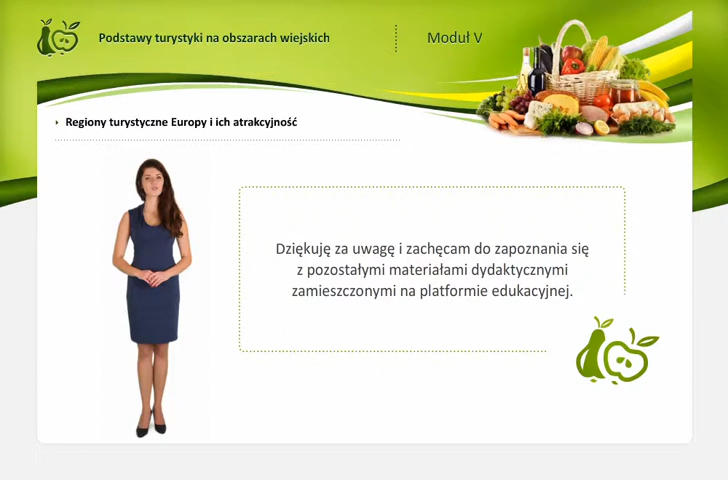 Podstawy turystyki na obszarach wiejskich
Moduł V
Regiony turystyczne Europy i ich atrakcyjność
Dziękuję za uwagę i zachęcam do zapoznania się
z pozostałymi materiałami dydaktycznymi
zamieszczonymi na platformie edukacyjnej.